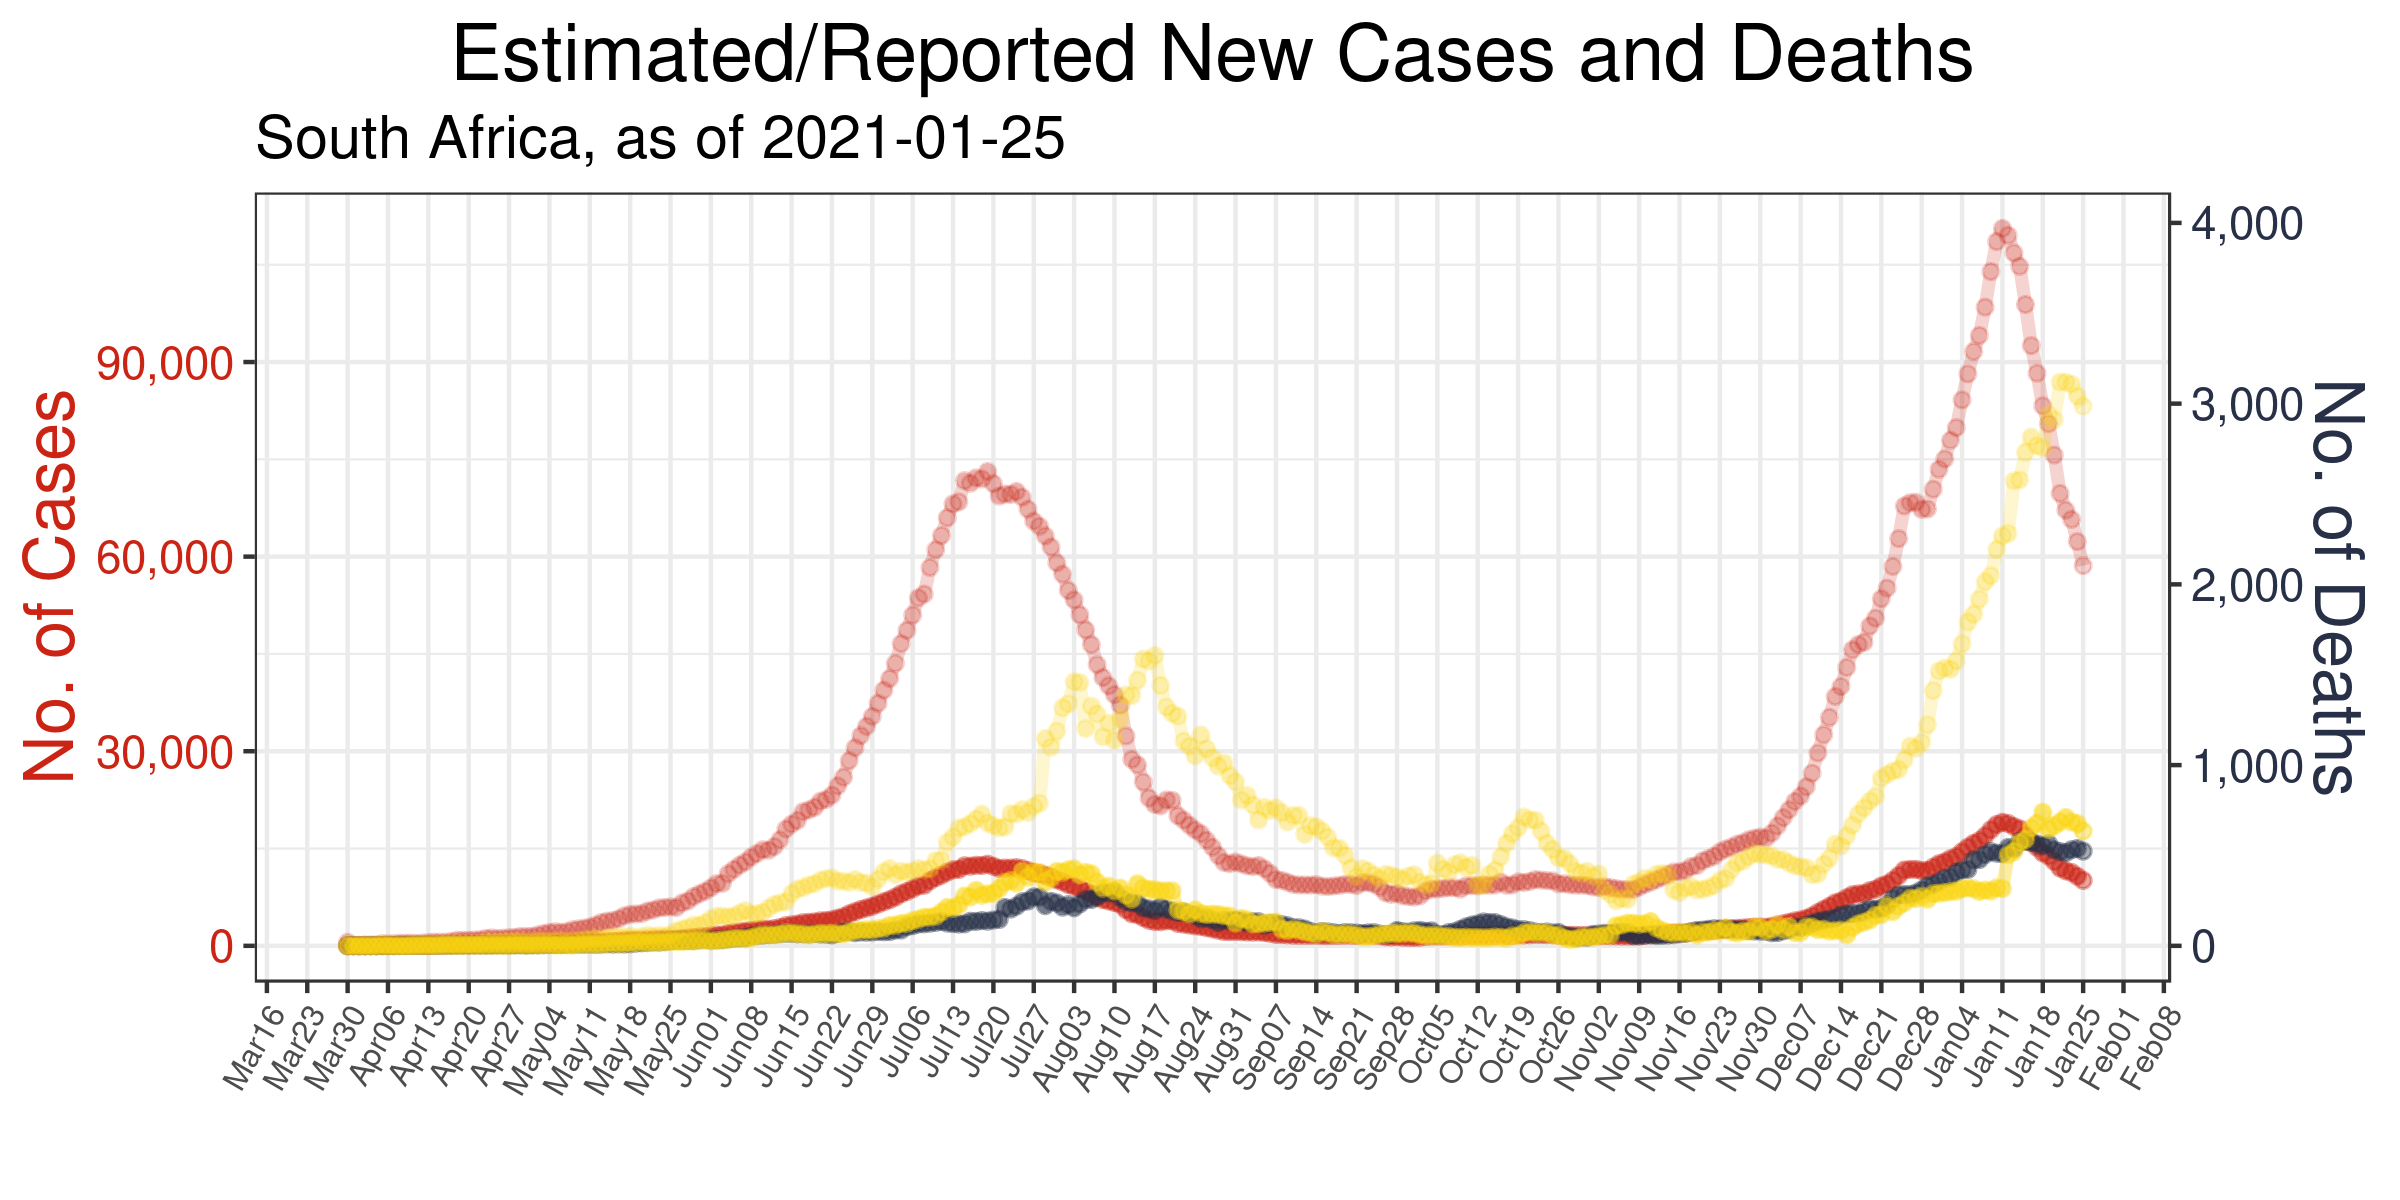 Estimated/Reported New Cases and Deaths
South Africa, as of 2021-01-25
No. of Cases
90,000
60,000
30,000
0
4,000
3,000
2,000
1,000
0
No. of Deaths
Mar16 Mar23 Mar30 Apr06 Apr13 Apr20 Apr27 May04 May11 May18 May25 Jun01 Jun08 Jun15 Jun22 Jun29 Jul06 Jul13 Jul20 Jul27 Aug03 Aug10 Aug17 Aug24 Aug31 Sep07 Sep14 Sep21 Sep28 Oct05 Oct12 Oct19 Oct26 Nov02 Nov09 Nov16 Nov23 Nov30 Dec07 Dec14 Dec21 Dec28 Jan04 Jan11 Jan18 Jan25 Feb01 Feb08